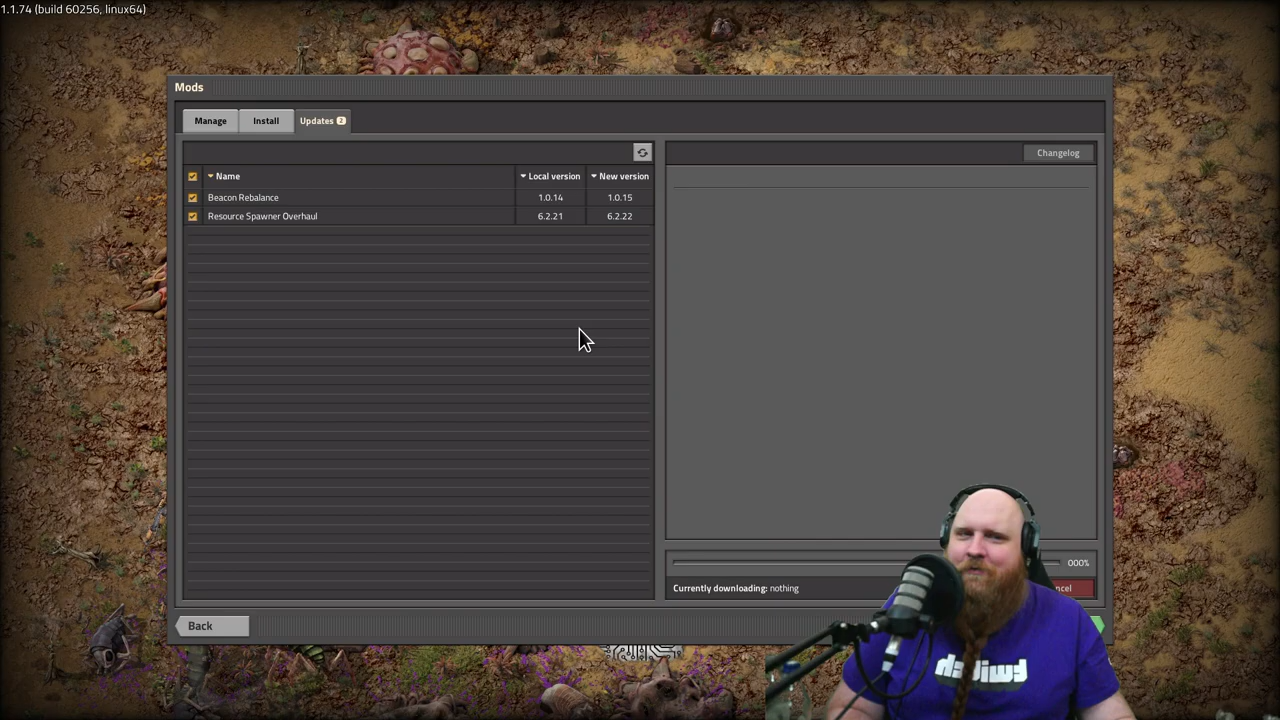 1.1.74 (build 60256, linux64)
Mods
Manage
Install
Updates 2
Changelog
Name
Local version
New version
Beacon Rebalance
1.0.14
1.0.15
Resource Spawner Overhaul
6.2.21
6.2.22
000%
Currently downloading: nothing
ncel
Back